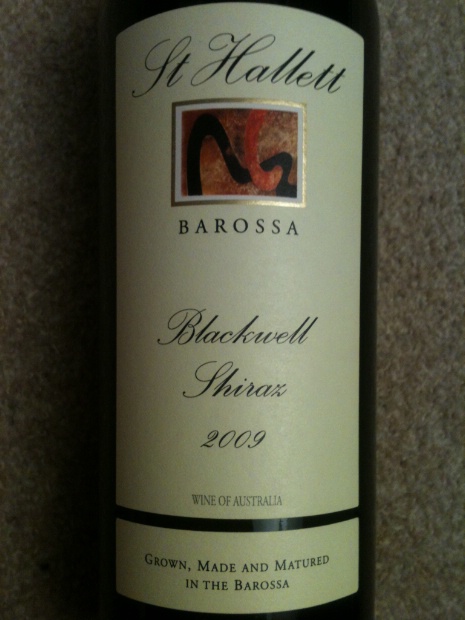 St Hallett
BAROSSA
Blackwell
Shiraz
2009
WINE OF AUSTRALIA
GROWN, MADE AND MATURED
IN THE BAROSSA